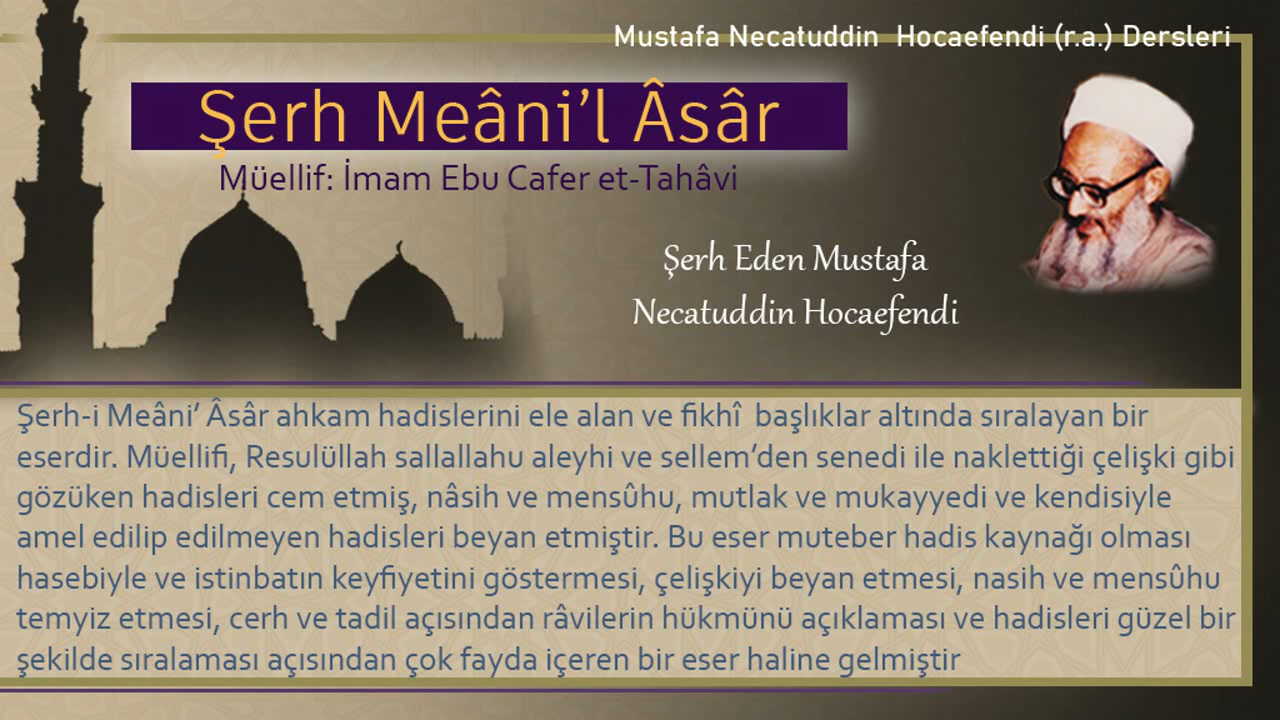 Mustafa Necatuddin Hocaefendi (r.a.) Dersleri
Şerh Meâni’l Âsâr
Müellif: İmam Ebu Cafer et-Tahâvi
Şerh Eden Mustafa
Necatuddin Hocaefendi
Şerh-i Meâni’ Âsâr ahkam hadislerini ele alan ve fikhî başlıklar altında sıralayan bir
eserdir. Müellifi, Resulüllah sallallahu aleyhi ve sellem’den senedi ile naklettiği çelişki gibi
gözüken hadisleri cem etmiş, nâsih ve mensûhu, mutlak ve mukayyedi ve kendisiyle
amel edilip edilmeyen hadisleri beyan etmiştir. Bu eser muteber hadis kaynağı olması
hasebiyle ve istinbatın keyfiyetini göstermesi, çelişkiyi beyan etmesi, nasih ve mensûhu
temyiz etmesi, cerh ve tadil açısından râvilerin hükmünü açıklaması ve hadisleri güzel bir
şekilde sıralaması açısından çok fayda içeren bir eser haline gelmiştir